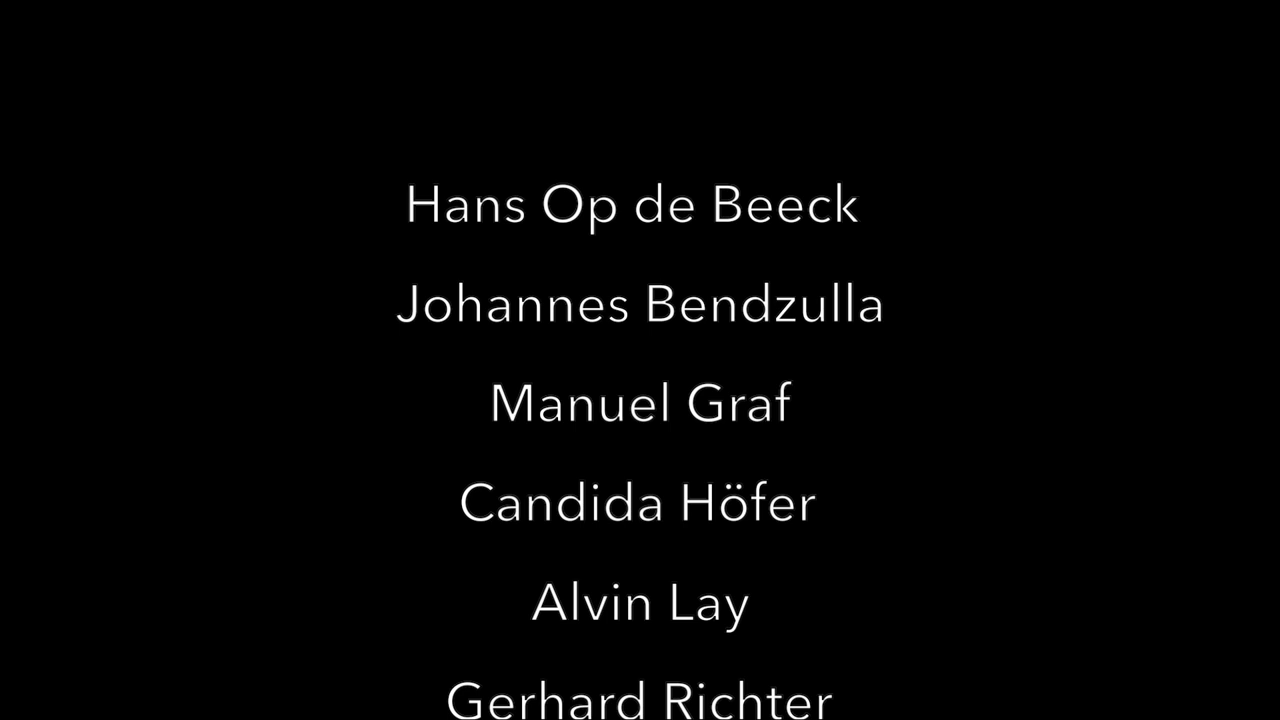 Hans Op de Beeck
Johannes Bendzulla
Manuel Graf
Candida Höfer
Alvin Lay
Gerhard Richter